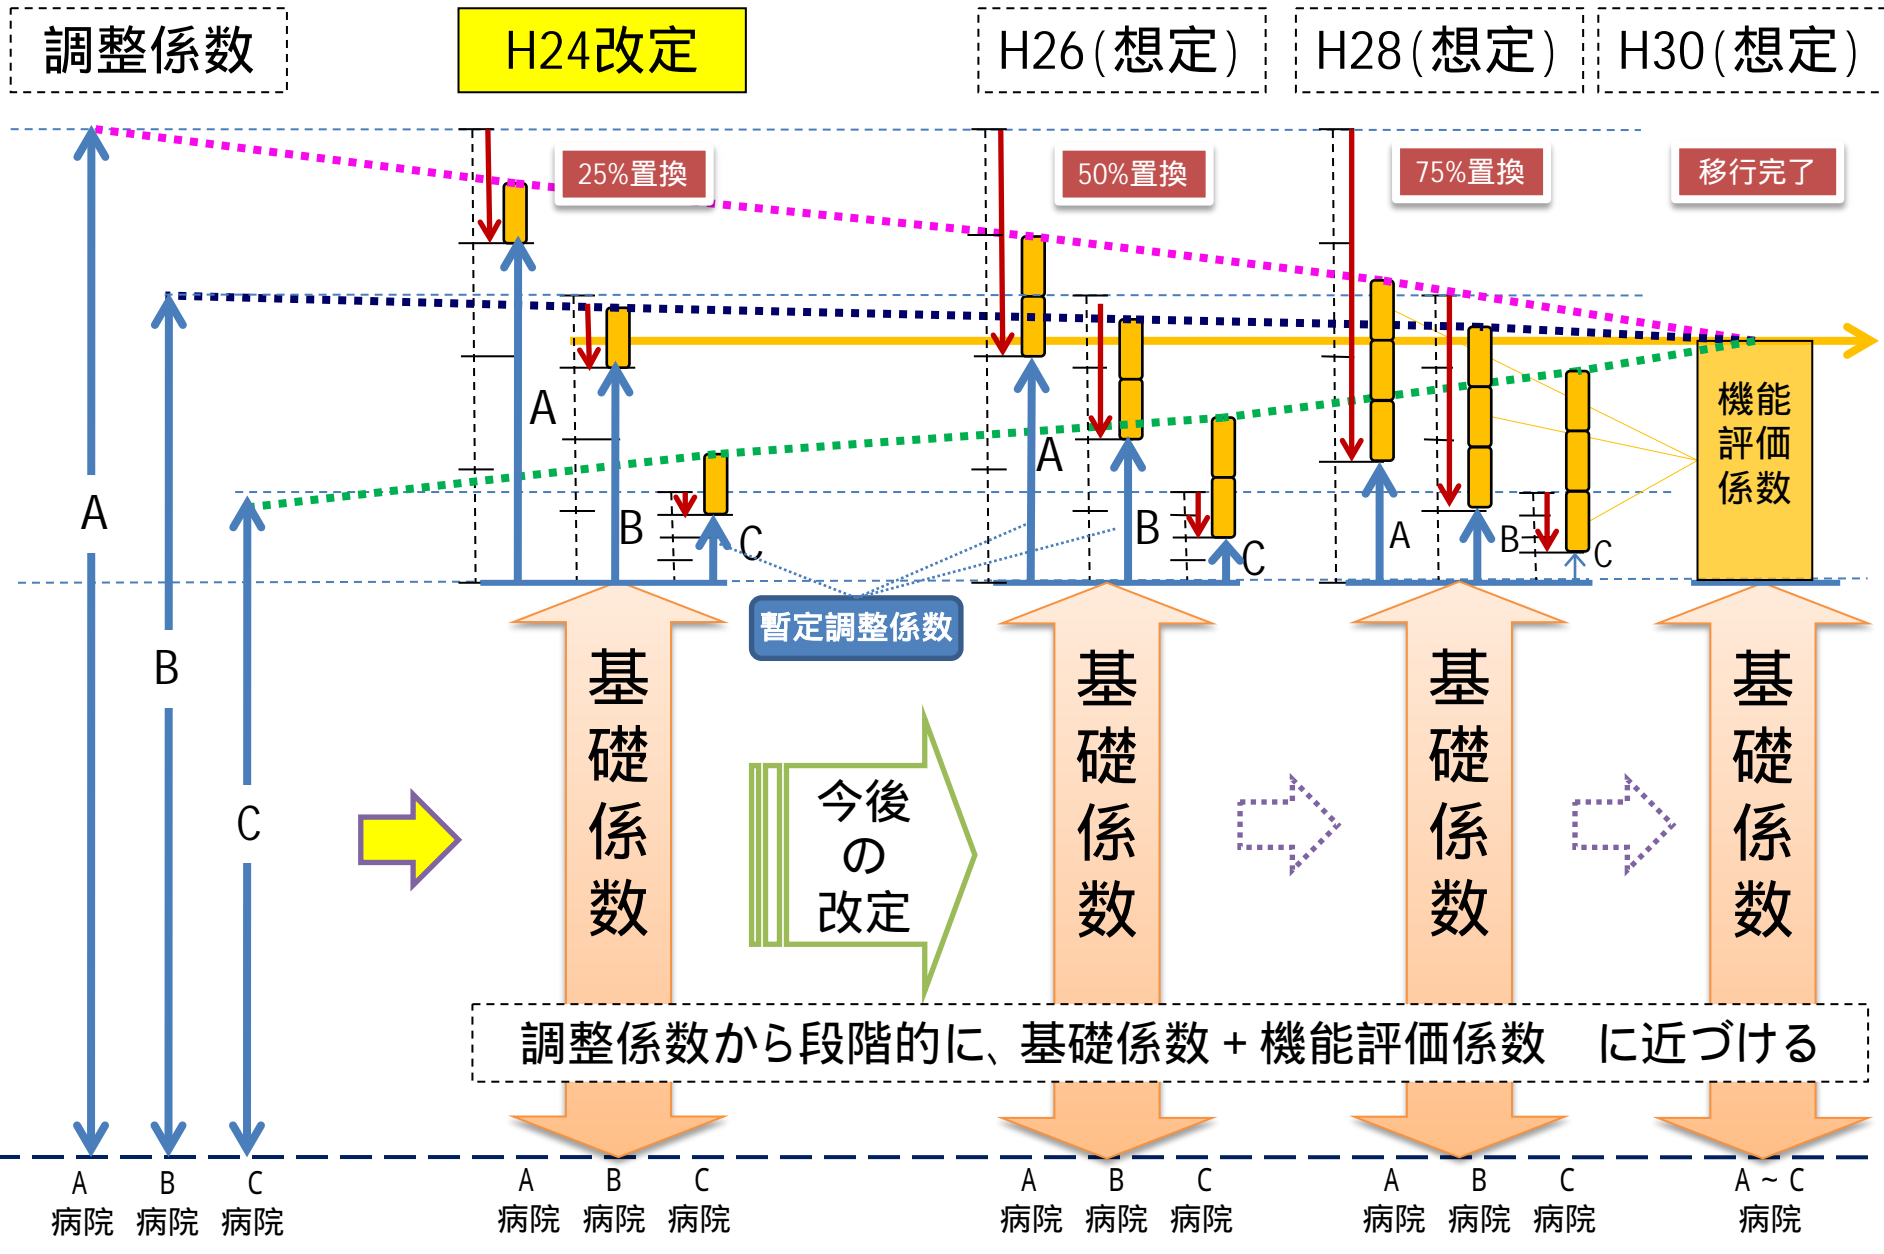 調整係数
H24改定
H26(想定)
H28(想定)
H30(想定)
25%置換
50%置換
75%置換
移行完了
A
B
C
A
B
C
A
B
C
A
B
C
機能
評価
係数
暫定調整係数
基
礎
係
数
今後
の
改定
基
礎
係
数
基
礎
係
数
基
礎
係
数
調整係数から段階的に、基礎係数+機能評価係数　に近づける
A
病院
B
病院
C
病院
A
病院
B
病院
C
病院
A
病院
B
病院
C
病院
A
病院
B
病院
C
病院
A~C
病院